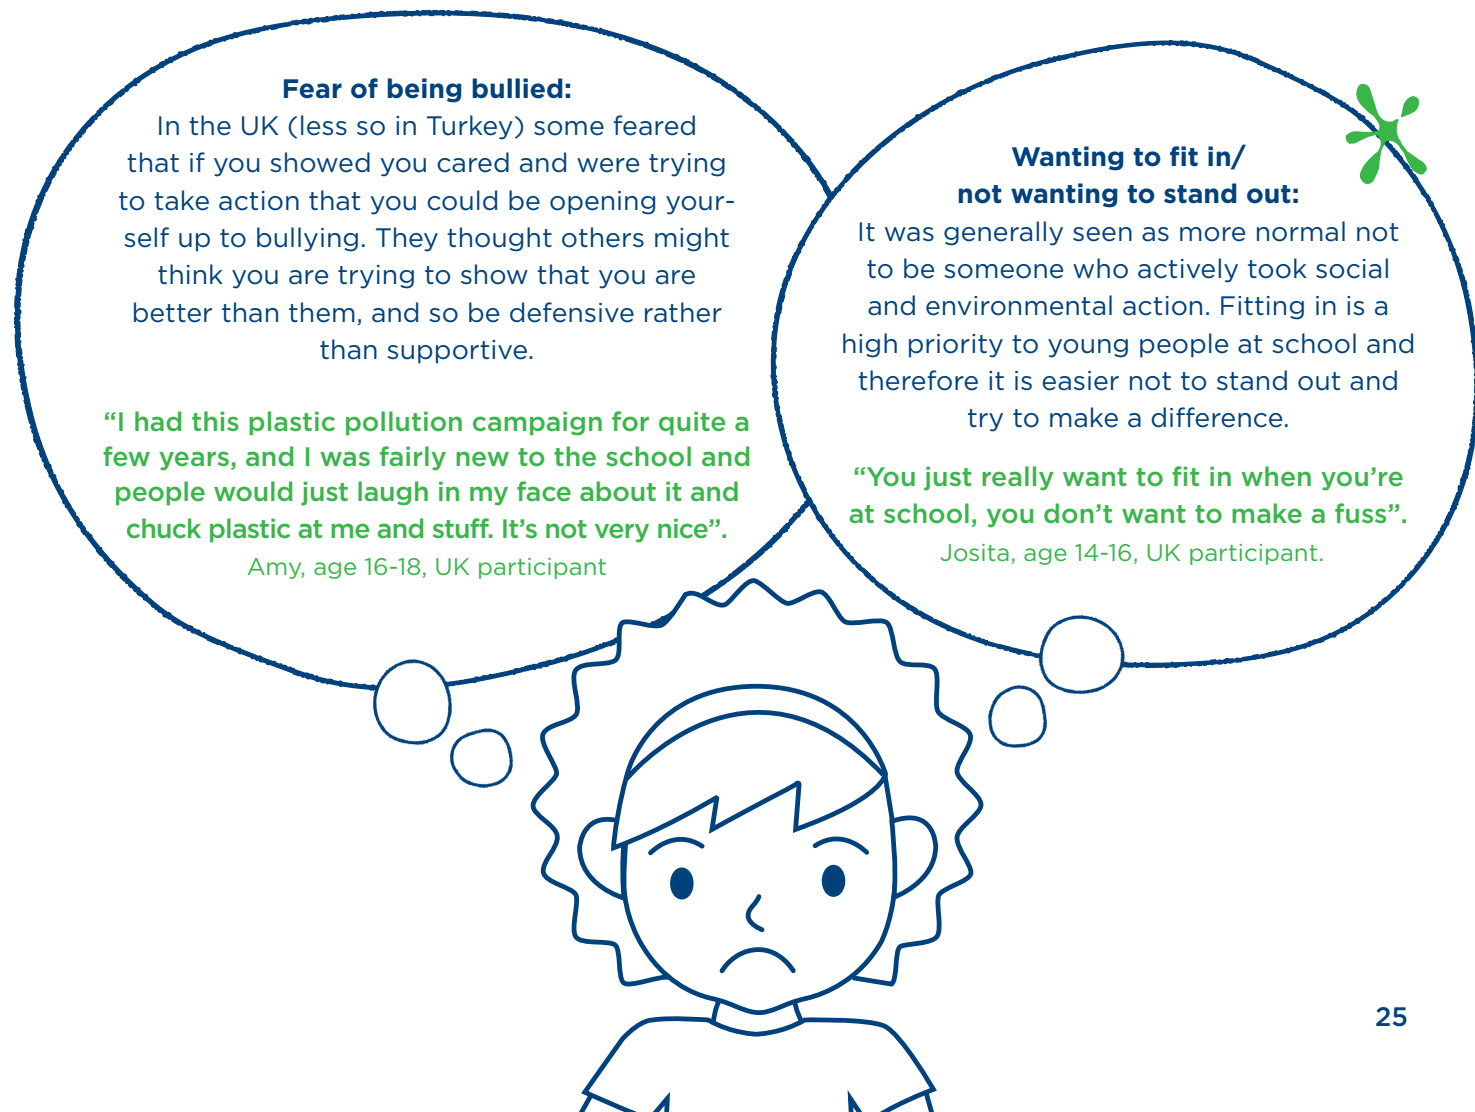 Fear of being bullied:
In the UK (less so in Turkey) some feared
that if you showed you cared and were trying
to take action that you could be opening your-
self up to bullying. They thought others might
think you are trying to show that you are
better than them, and so be defensive rather
than supportive.
“I had this plastic pollution campaign for quite a
few years, and I was fairly new to the school and
people would just laugh in my face about it and
chuck plastic at me and stuff. It’s not very nice”.
Amy, age 16-18, UK participant
Wanting to fit in/
not wanting to stand out:
It was generally seen as more normal not
to be someone who actively took social
and environmental action. Fitting in is a
high priority to young people at school and
therefore it is easier not to stand out and
try to make a difference.
“You just really want to fit in when you’re
at school, you don’t want to make a fuss”.
Josita, age 14-16, UK participant.
25